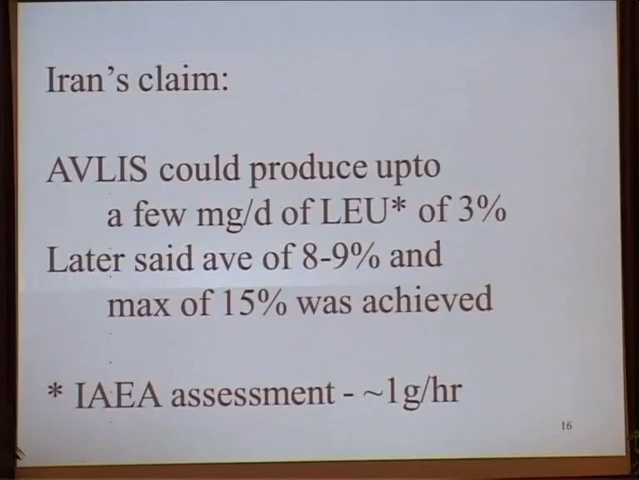 Iran's claim:
AVLIS could produce upto
a few mg/d of LEU* of 3%
Later said ave of 8-9% and
max of 15% was achieved
* IAEA assessment - ~1g/hr
16